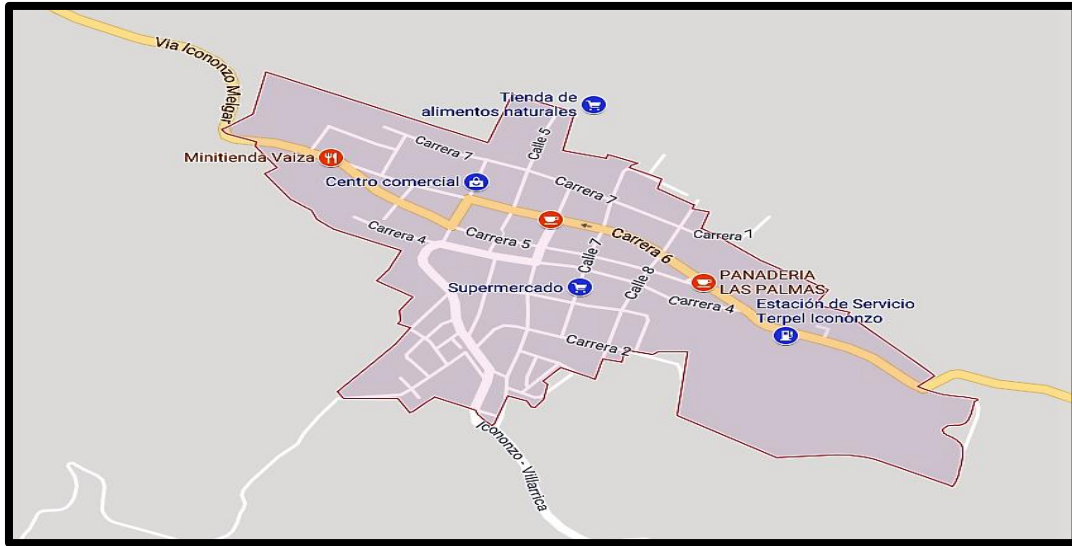 Via Icononzo Melgar
Tienda de
alimentos naturales
Calle 5
Minitienda Vaiza
Carrera 7
Centro comercial
Carrera 7
Carrera 4
Carrera 5
Carrera 6
Carrera 7
Calle 7
Calle 8
Supermercado
PANADERIA
LAS PALMAS
Carrera 4
Estación de Servicio
Terpel Icononzo
Carrera 2
Icononzo - Villarrica